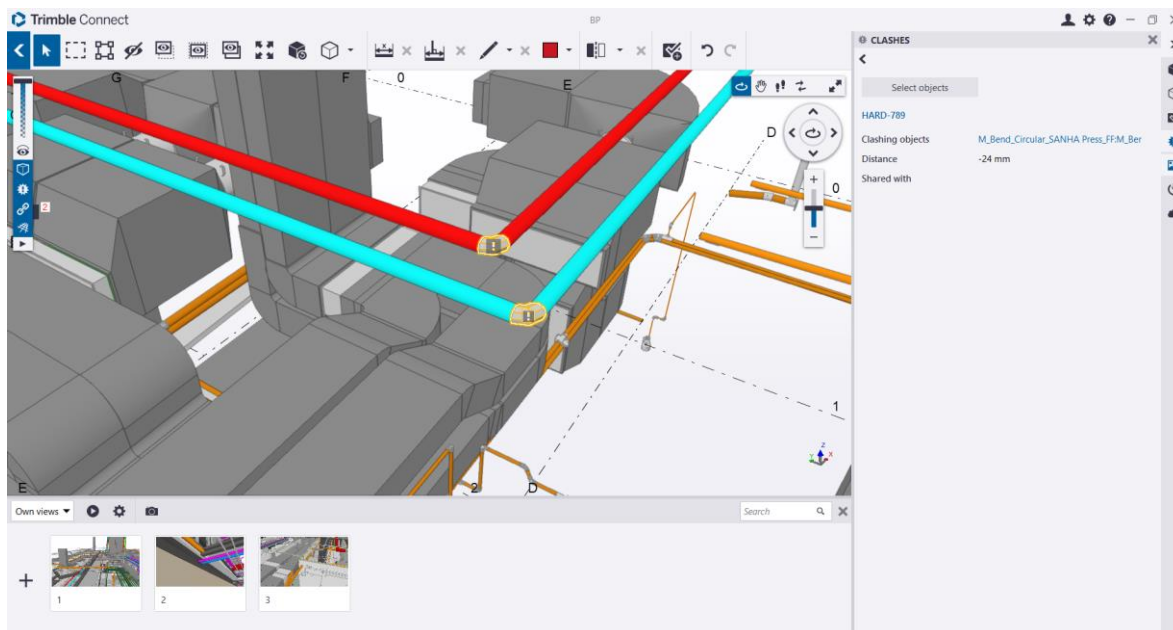 Trimble Connect
BP
CLASHES
Select objects
HARD-789
Clashing objects M_Bend_Circular_SANHA Press_FF:M_Ber
Distance -24 mm
Shared with
G F 0 E
D
0
2
1
Z
Y X
E 2 D
Own views
Search
1 2 3